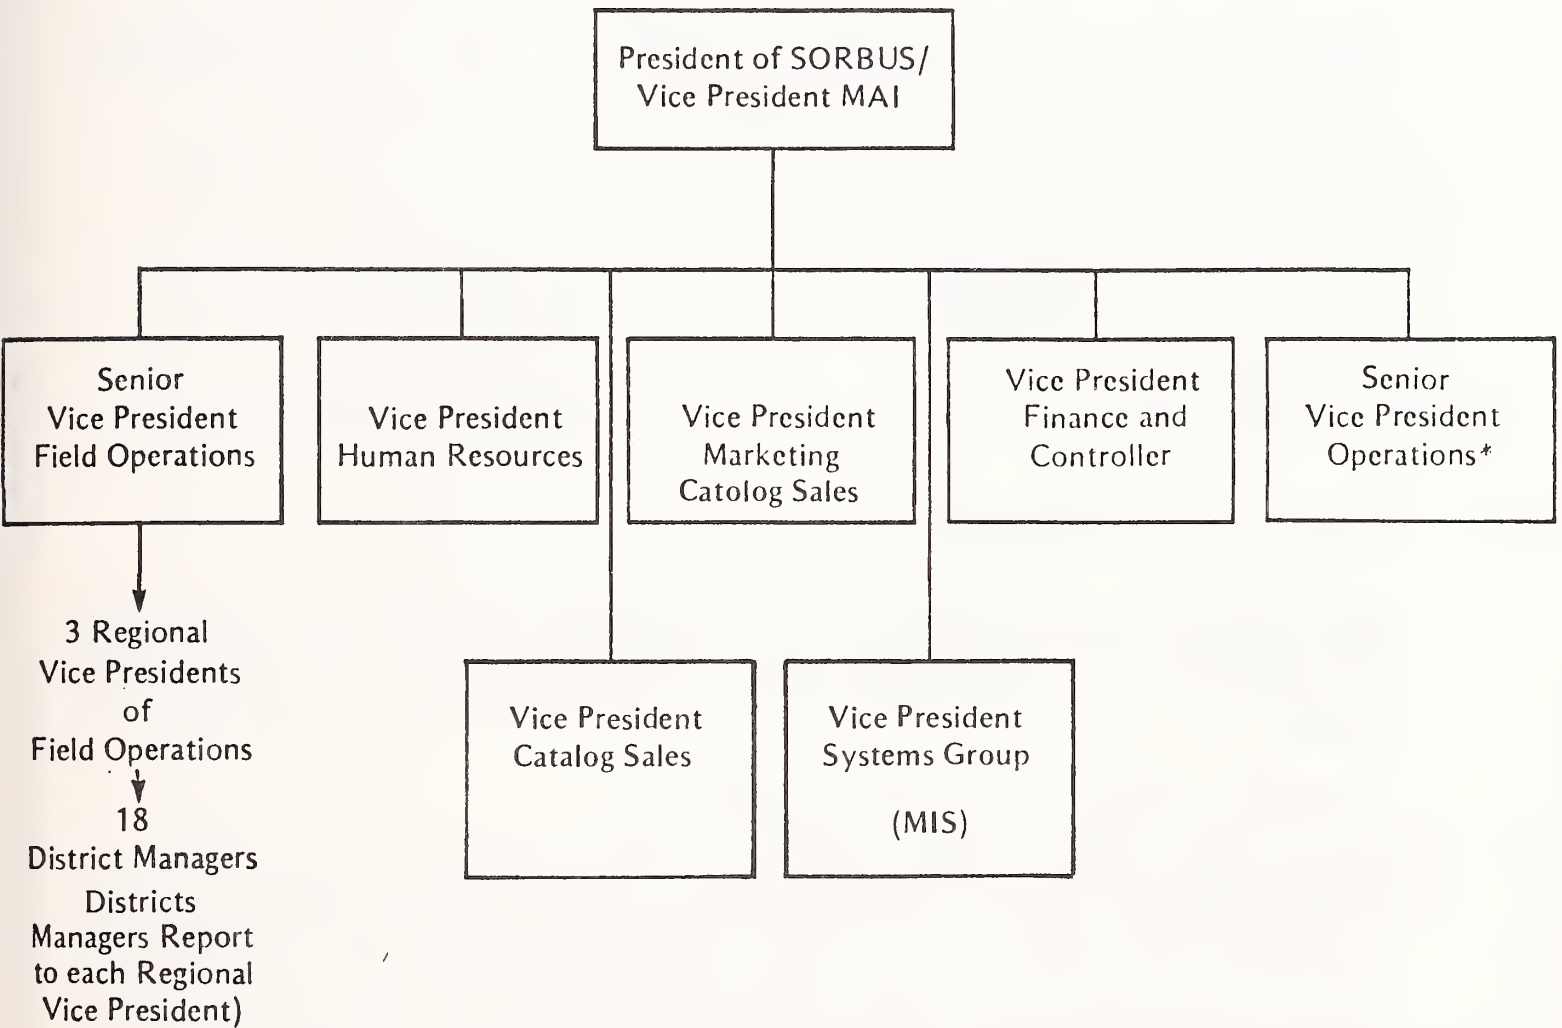 President of SORBUS/
Vice President MAI
Senior
Vice President
Field Operations
Vice President
Human Resources
Vice President
Marketing
Catolog Sales
Vice President
Finance and
Controller
Senior
Vice President
Operations*
3 Regional
Vice Presidents
of
Field Operations
18
District Managers
Districts
Managers Report
to each Regional
Vice President)
Vice President
Catalog Sales
Vice President
Systems Group
(MIS)